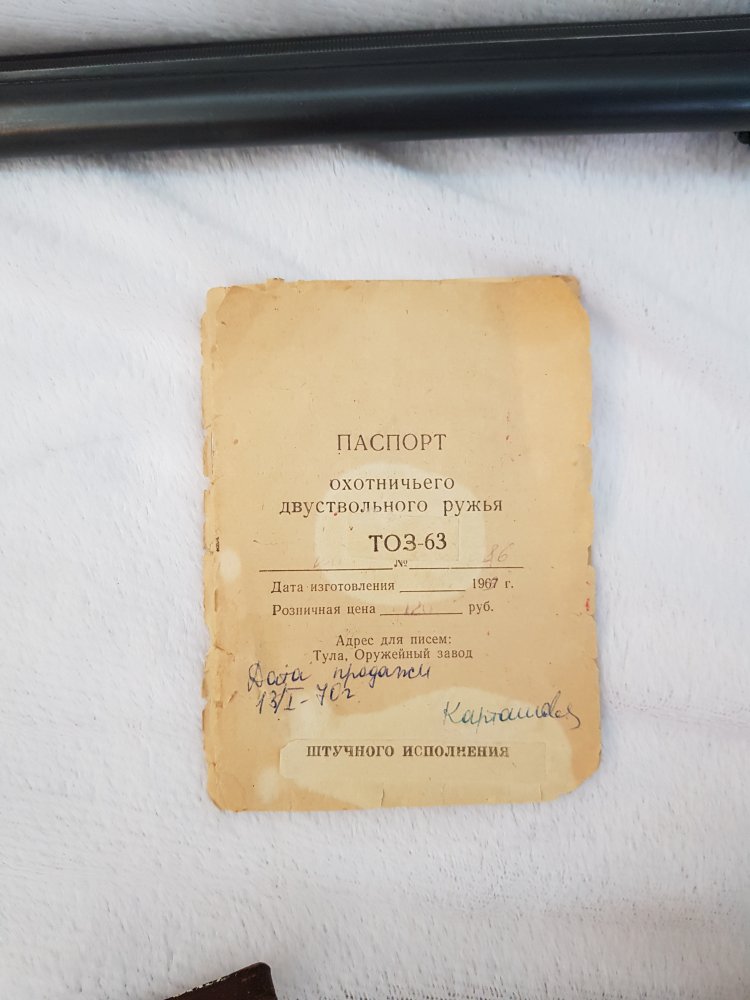 ПАСПОРТ
охотничьего
двуствольного ружья
ТОЗ-63
№ 86
Дата изготовления 1967 г.
Розничная цена руб.
Адрес для писем:
Тула, Оружейный завод
Дата продажи
13/I-70г
ШТУЧНОГО ИСПОЛНЕНИЯ